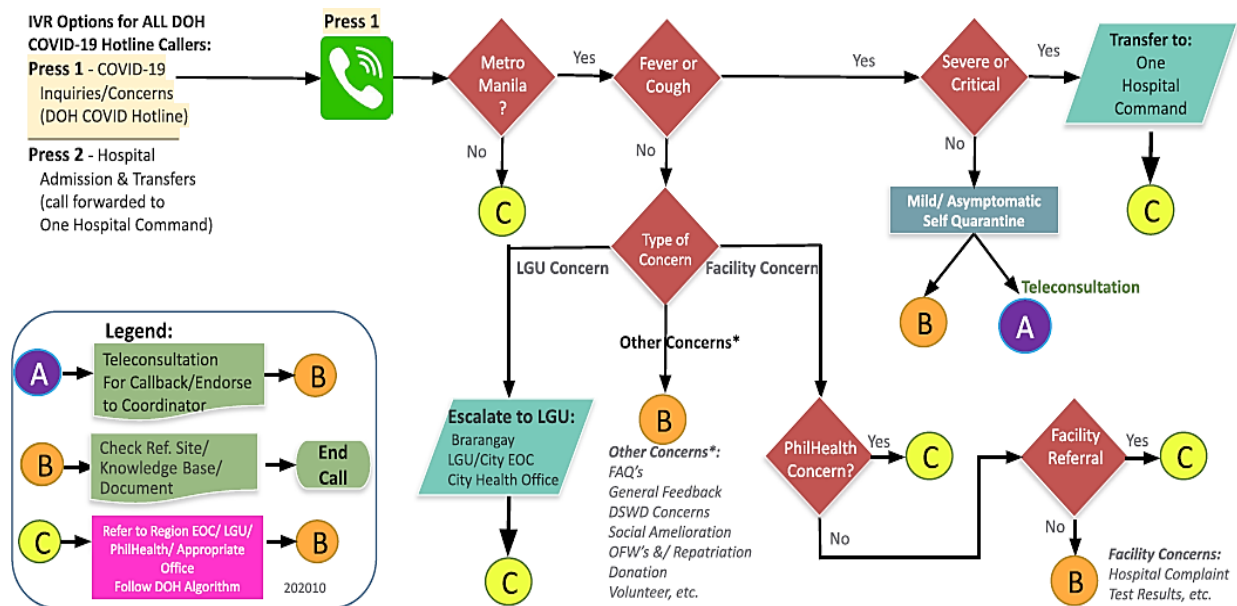 IVR Options for ALL DOH
COVID-19 Hotline Callers:
Press 1 - COVID-19
Inquiries/Concerns
(DOH COVID Hotline)
Press 2 - Hospital
Admission & Transfers
(call forwarded to
One Hospital Command)
Press 1
Metro
Manila
?
Yes
No
C
Fever or
Cough
Yes
No
Severe or
Critical
Yes
No
Transfer to:
One
Hospital
Command
C
Mild/ Asymptomatic
Self Quarantine
B
Teleconsultation
A
Type of
Concern
LGU Concern
Facility Concern
Other Concerns*
Escalate to LGU:
Brarangay
LGU/City EOC
City Health Office
C
B
Other Concerns*:
FAQ's
General Feedback
DSWD Concerns
Social Amelioration
OFW's &/ Repatriation
Donation
Volunteer, etc.
PhilHealth
Concern?
Yes
C
No
Facility
Referral
Yes
C
No
B
Facility Concerns:
Hospital Complaint
Test Results, etc.
Legend:
A
Teleconsultation
For Callback/Endorse
to Coordinator
B
B
Check Ref. Site/
Knowledge Base/
Document
End
Call
C
Refer to Region EOC/ LGU/
PhilHealth/ Appropriate
Office
Follow DOH Algorithm
B
202010